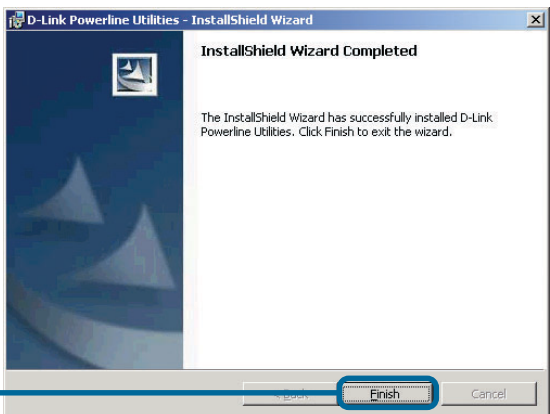 D-Link Powerline Utilities - InstallShield Wizard
InstallShield Wizard Completed
The InstallShield Wizard has successfully installed D-Link
Powerline Utilities. Click Finish to exit the wizard.
< Back Finish Cancel